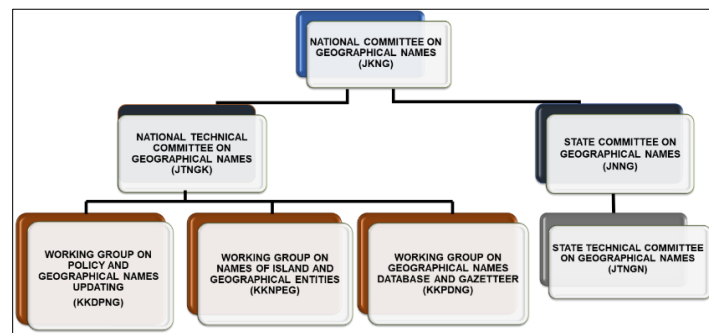 NATIONAL COMMITTEE ON
GEOGRAPHICAL NAMES
(JKNG)
NATIONAL TECHNICAL
COMMITTEE ON
GEOGRAPHICAL NAMES
(JTNGK)
STATE COMMITTEE ON
GEOGRAPHICAL NAMES
(JNNG)
WORKING GROUP ON
POLICY AND
GEOGRAPHICAL NAMES
UPDATING
(KKDPNG)
WORKING GROUP ON
NAMES OF ISLAND AND
GEOGRAPHICAL ENTITIES
(KKNPEG)
WORKING GROUP ON
GEOGRAPHICAL NAMES
DATABASE AND GAZETTEER
(KKPDNG)
STATE TECHNICAL COMMITTEE
ON GEOGRAPHICAL NAMES
(JTNGN)